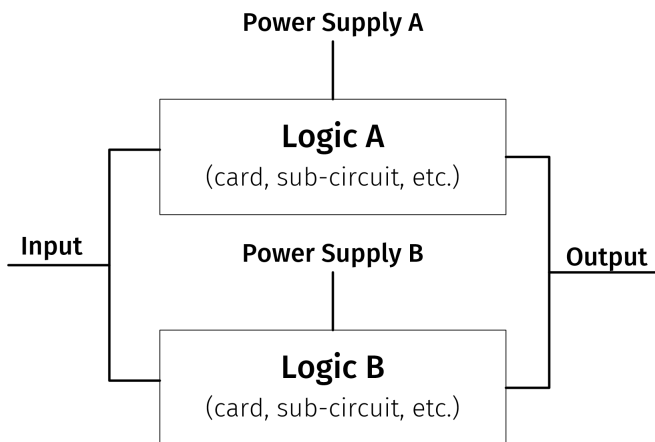 Power Supply A
Logic A
(card, sub-circuit, etc.)
Input
Power Supply B
Output
Logic B
(card, sub-circuit, etc.)